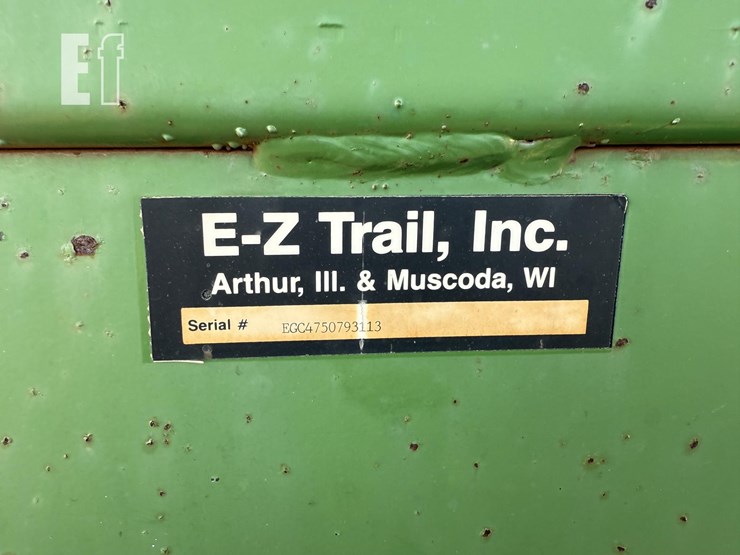 Ef
E-Z Trail, Inc.
Arthur, Ill. & Muscoda, WI
Serial # EGC4750793113